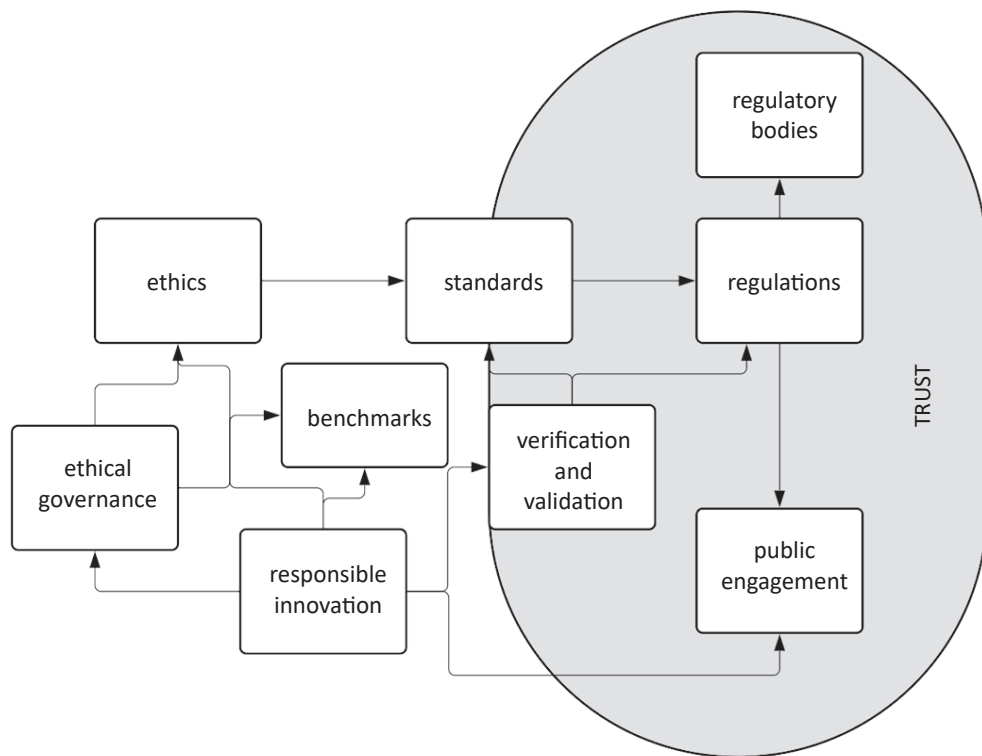 regulatory
bodies
ethics
standards
regulations
TRUST
benchmarks
verification
and
validation
ethical
governance
public
engagement
responsible
innovation